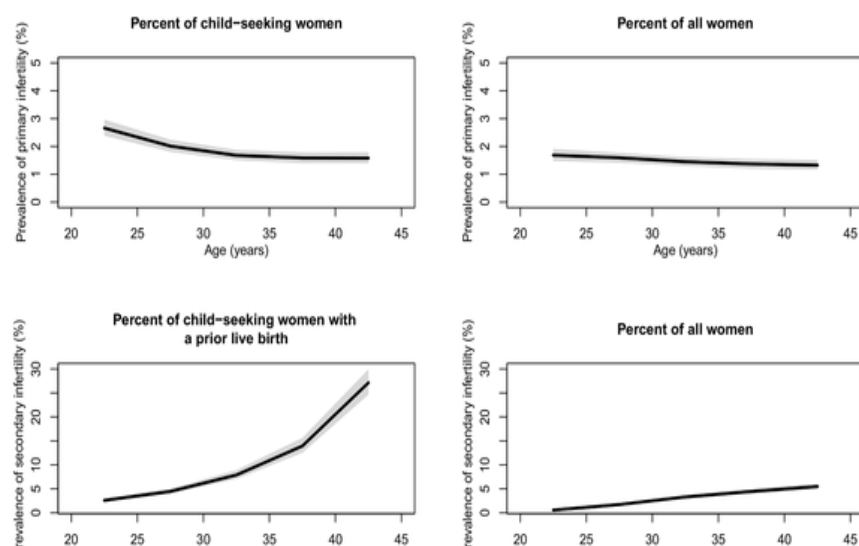 Percent of child−seeking women
Prevalence of primary infertility (%)
5
4
3
2
1
0
20 25 30 35 40 45
Age (years)
Percent of all women
Prevalence of primary infertility (%)
5
4
3
2
1
0
20 25 30 35 40 45
Age (years)
Percent of child−seeking women with
a prior live birth
revalence of secondary infertility (%)
30
20
10
5
0
20 25 30 35 40 45
Percent of all women
revalence of secondary infertility (%)
30
20
10
5
0
20 25 30 35 40 45